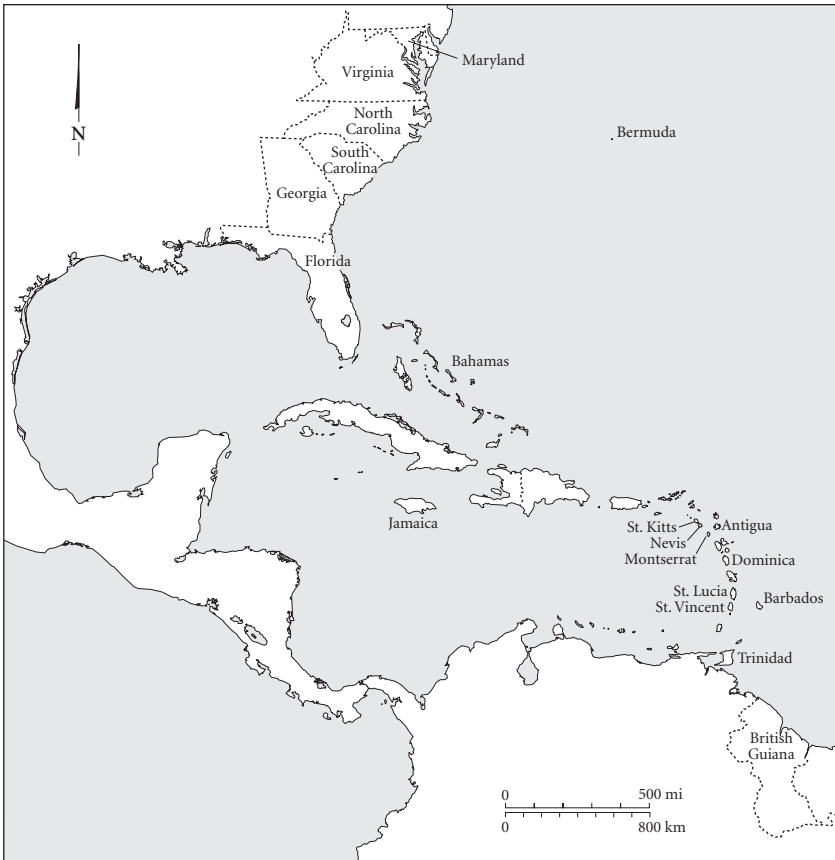 Maryland
Virginia
N
North
Carolina
Bermuda
South
Carolina
Georgia
Florida
Bahamas
Jamaica
St. Kitts
Antigua
Nevis
Montserrat
Dominica
St. Lucia
Barbados
St. Vincent
Trinidad
British
Guiana
0 500 mi
0 800 km